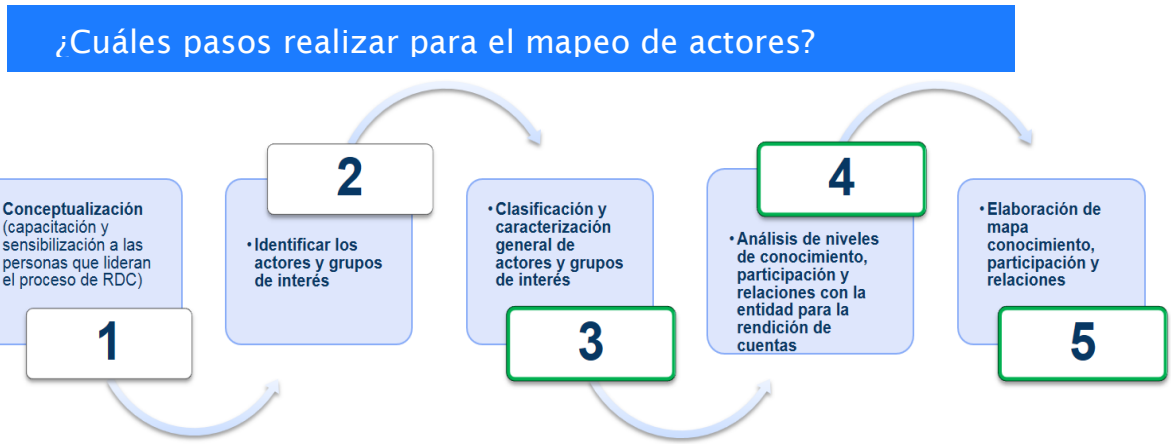 ¿Cuáles pasos realizar para el mapeo de actores?
Conceptualización
(capacitación y
sensibilización a las
personas que lideran
el proceso de RDC)
1
2
• Identificar los
actores y grupos
de interés
• Clasificación y
caracterización
general de
actores y grupos
de interés
3
4
• Análisis de niveles
de conocimiento,
participación y
relaciones con la
entidad para la
rendición de
cuentas
• Elaboración de
mapa
conocimiento,
participación y
relaciones
5